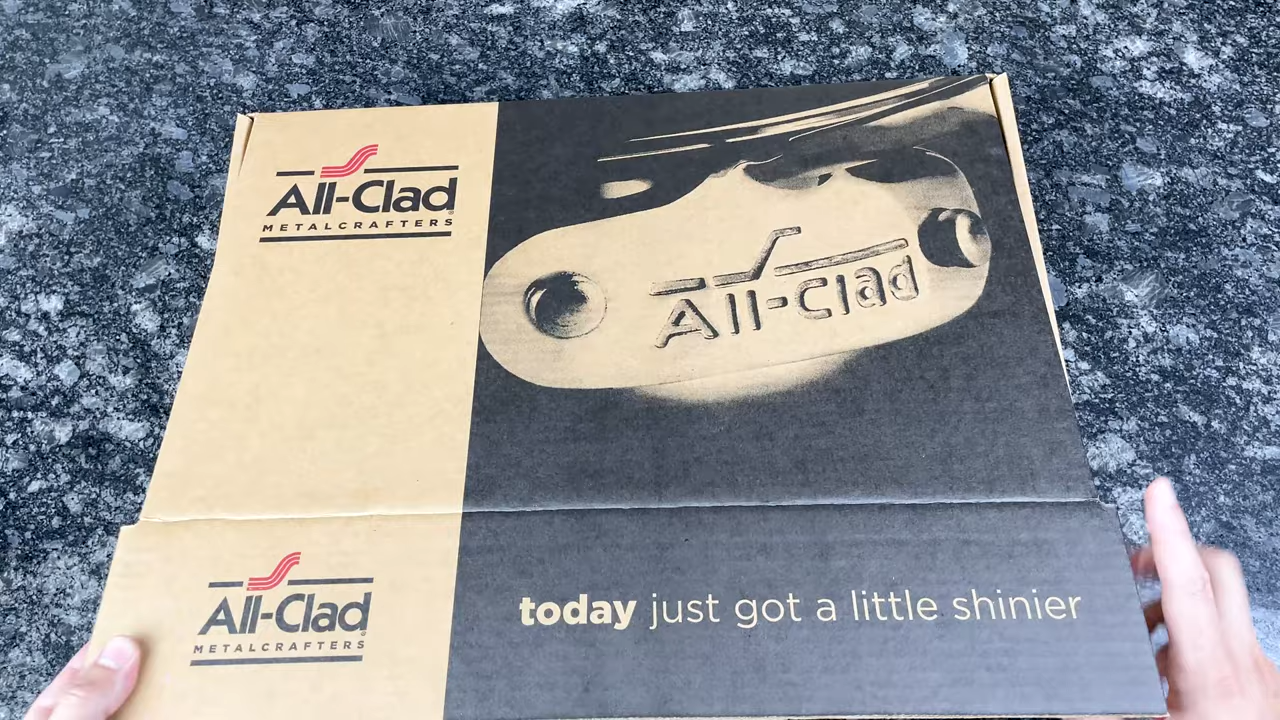 All-Clad
METALCRAFTERS
All-Clad
All-Clad
METALCRAFTERS
today just got a little shinier